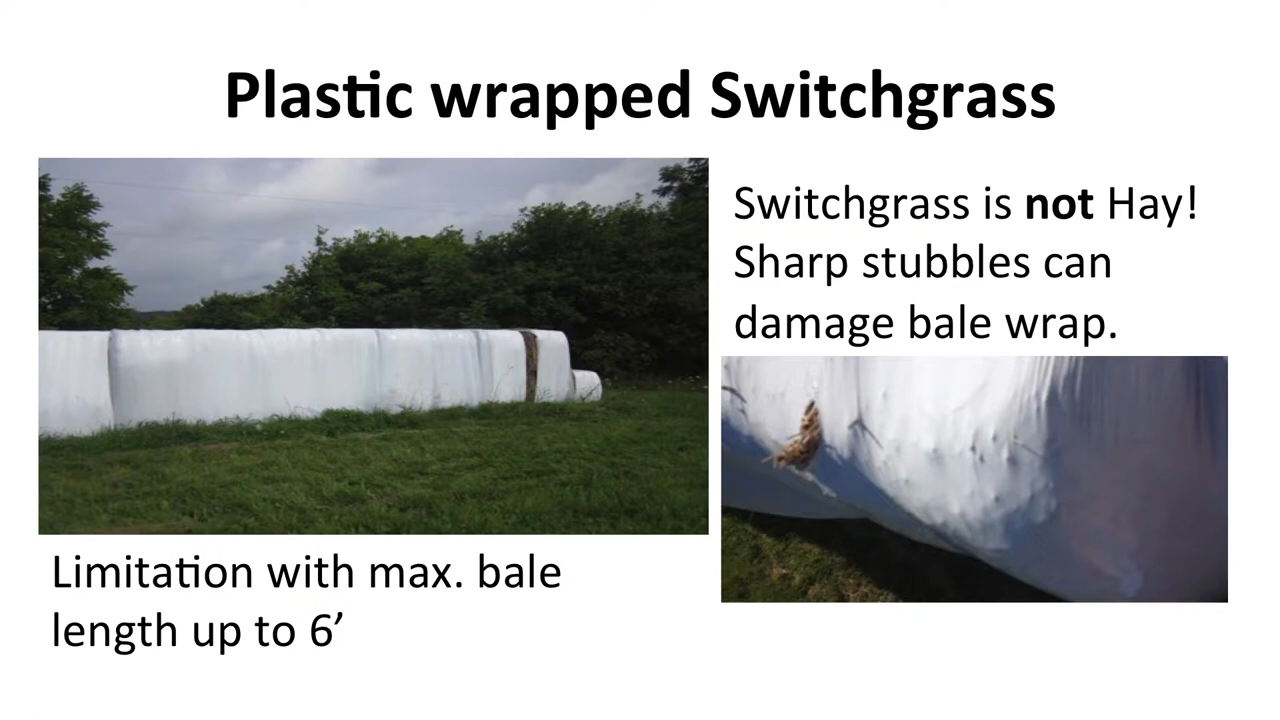 Plastic wrapped Switchgrass
Switchgrass is not Hay!
Sharp stubbles can
damage bale wrap.
Limitation with max. bale
length up to 6’